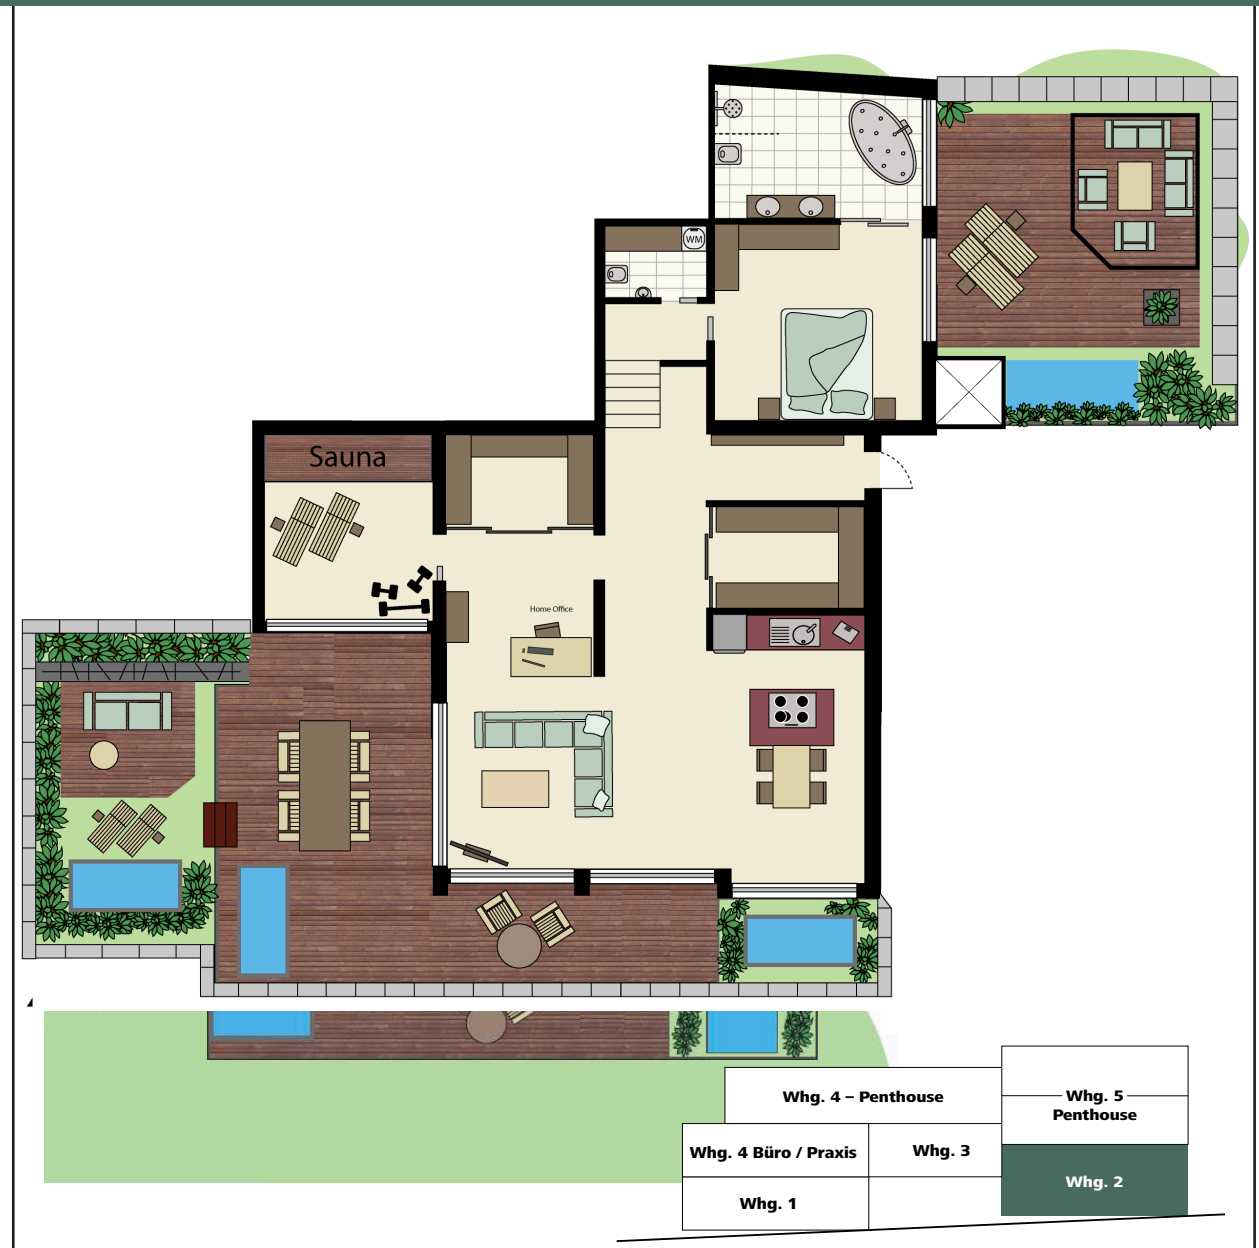 WM
Sauna
Home Office
Whg. 4 – Penthouse
Whg. 5
Penthouse
Whg. 4 Büro / Praxis
Whg. 3
Whg. 2
Whg. 1